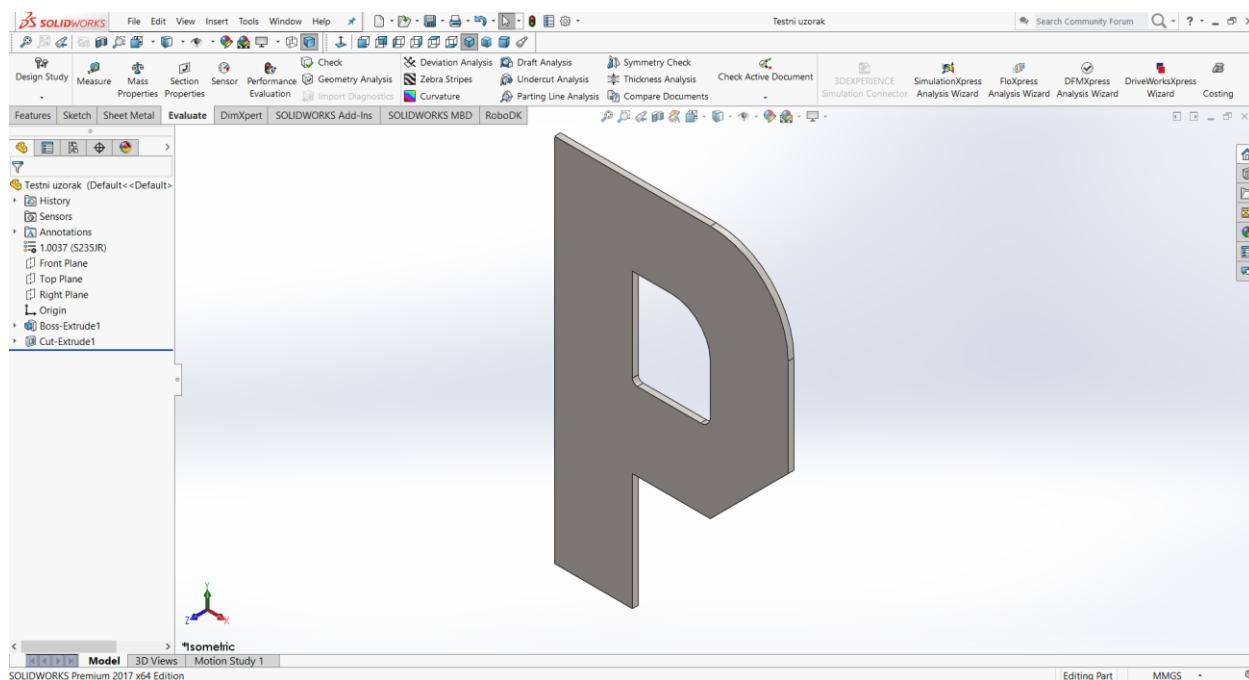 SOLIDWORKS File Edit View Insert Tools Window Help Testni uzorak Search Community Forum ?
Design Study Measure Mass Properties Section Properties Sensor Performance Evaluation Check Deviation Analysis Draft Analysis Symmetry Check Check Active Document 3DEXPERIENCE Simulation Connector SimulationXpress Analysis Wizard FloXpress Analysis Wizard DFMXpress Analysis Wizard DriveWorksXpress Wizard Costing
Geometry Analysis Zebra Stripes Undercut Analysis Thickness Analysis
Import Diagnostics Curvature Parting Line Analysis Compare Documents
Features Sketch Sheet Metal Evaluate DimXpert SOLIDWORKS Add-Ins SOLIDWORKS MBD RoboDK
Testni uzorak (Default<<Default>
History
Sensors
Annotations
1.0037 (S235JR)
Front Plane
Top Plane
Right Plane
Origin
Boss-Extrude1
Cut-Extrude1
Y
Z X
*Isometric
Model 3D Views Motion Study 1
SOLIDWORKS Premium 2017 x64 Edition Editing Part MMGS